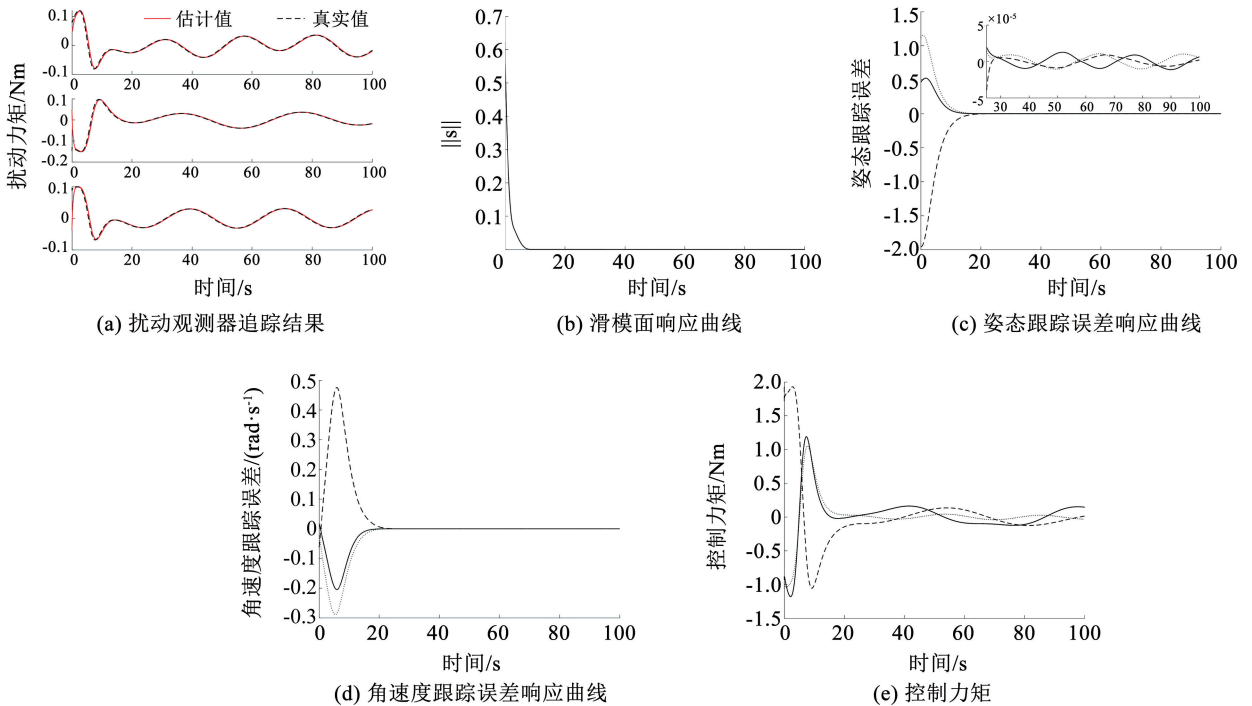 估计值 真实值
扰动力矩/Nm
0.1
0
-0.1
0 20 40 60 80 100
0.1
0
-0.1
-0.2
0 20 40 60 80 100
0.1
0
-0.1
0 20 40 60 80 100
时间/s
(a) 扰动观测器追踪结果
||s||
0.7
0.6
0.5
0.4
0.3
0.2
0.1
0 20 40 60 80 100
时间/s
(b) 滑模面响应曲线
姿态跟踪误差
1.5
1.0
0.5
0
-0.5
-1.0
-1.5
-2.0
0 20 40 60 80 100
×10⁻⁵
5
0
-5
30 40 50 60 70 80 90 100
时间/s
(c) 姿态跟踪误差响应曲线
角速度跟踪误差/(rad·s⁻¹)
0.5
0.4
0.3
0.2
0.1
0
-0.1
-0.2
-0.3
0 20 40 60 80 100
时间/s
(d) 角速度跟踪误差响应曲线
控制力矩/Nm
2.0
1.5
1.0
0.5
0
-0.5
-1.0
-1.5
0 20 40 60 80 100
时间/s
(e) 控制力矩